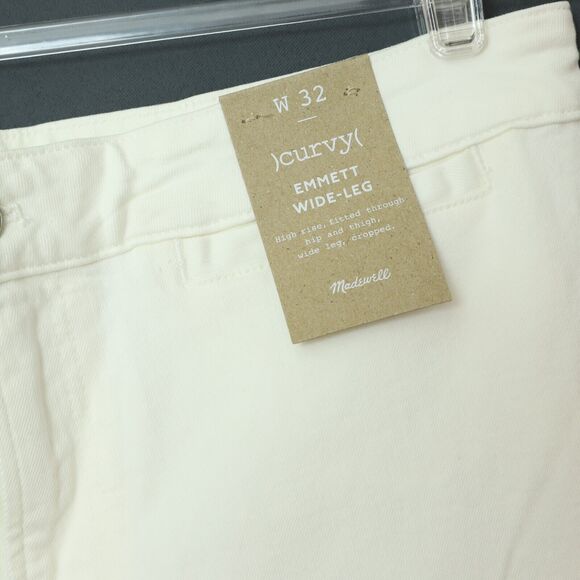 W 32
)curvy(
EMMETT
WIDE-LEG
High rise, fitted through
hip and thigh,
wide leg, cropped.
Madewell